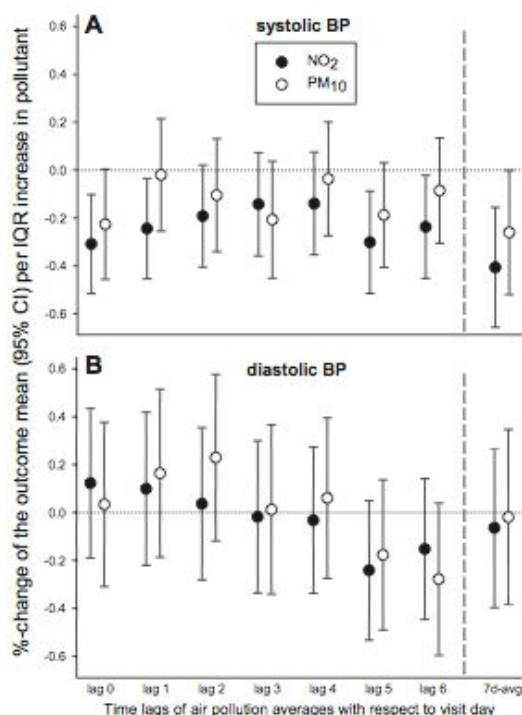 %-change of the outcome mean (95% CI) per IQR increase in pollutant
A
systolic BP
NO2
PM10
0.6
0.4
0.2
0.0
-0.2
-0.4
-0.6
B
diastolic BP
0.6
0.4
0.2
0.0
-0.2
-0.4
-0.6
lag 0 lag 1 lag 2 lag 3 lag 4 lag 5 lag 6 7d-avg
Time lags of air pollution averages with respect to visit day